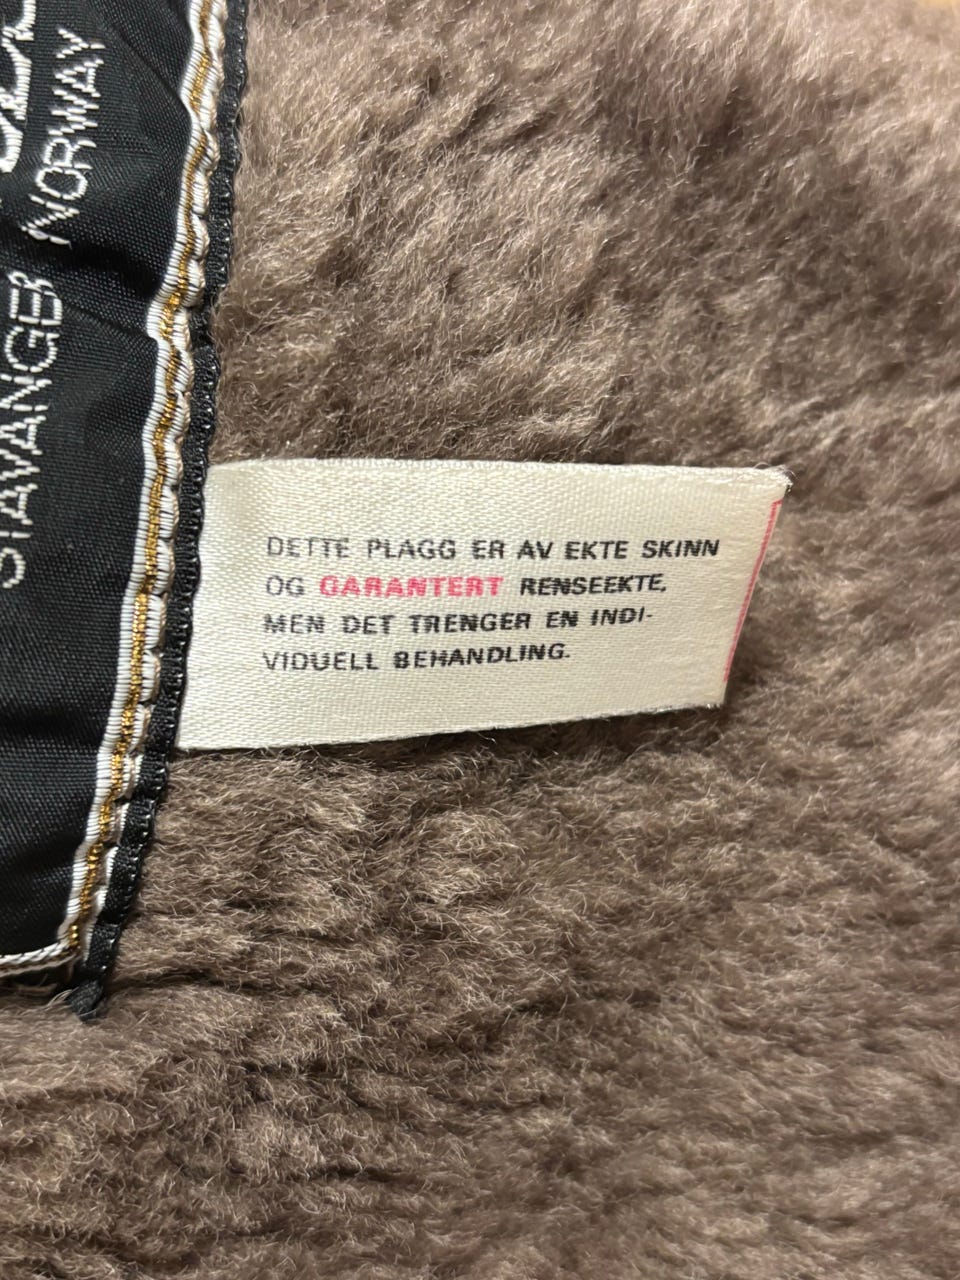 STAVANGER NORWAY
DETTE PLAGG ER AV EKTE SKINN
OG GARANTERT RENSEEKTE,
MEN DET TRENGER EN INDI-
VIDUELL BEHANDLING.